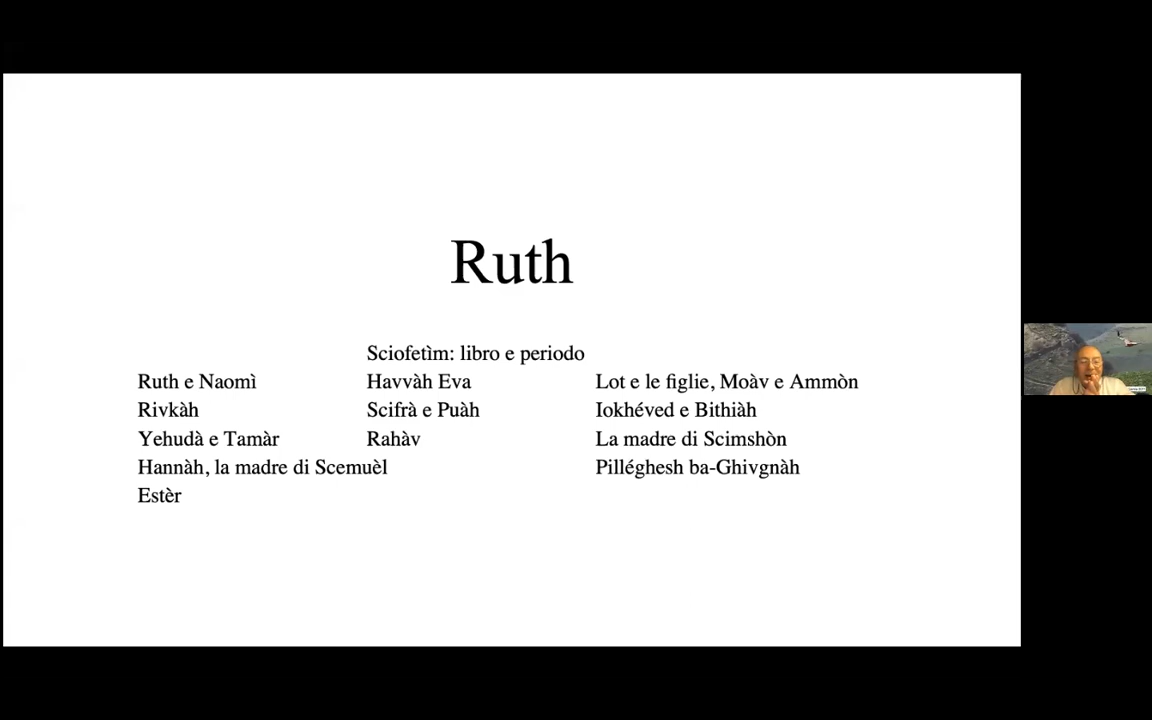 Ruth
Sciofetìm: libro e periodo
Ruth e Naomì Havvàh Eva Lot e le figlie, Moàv e Ammòn
Rivkàh Scifrà e Puàh Iokhéved e Bithiàh
Yehudà e Tamàr Rahàv La madre di Scimshòn
Hannàh, la madre di Scemuèl Pilléghesh ba-Ghivgnàh
Estèr